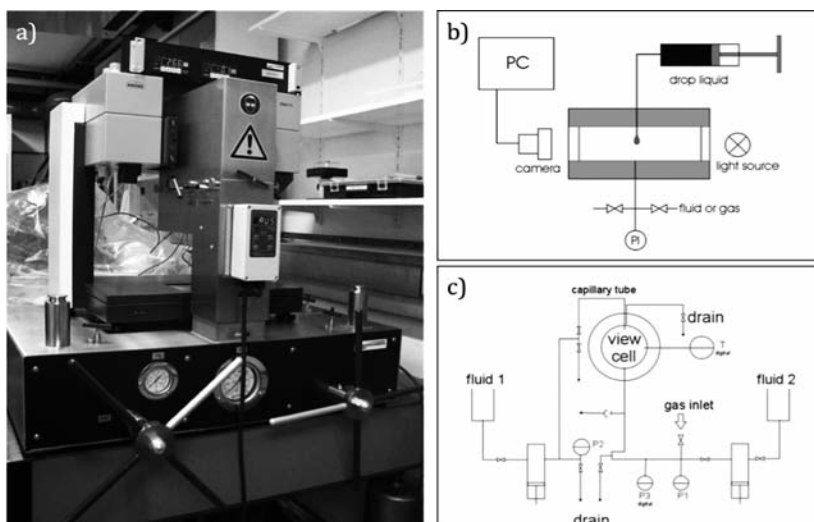 a)
b)
PC
drop liquid
camera
light source
fluid or gas
PI
c)
capillary tube
drain
view
cell
T
digital
fluid 1
fluid 2
gas inlet
P2
P3
digital
P1
drain